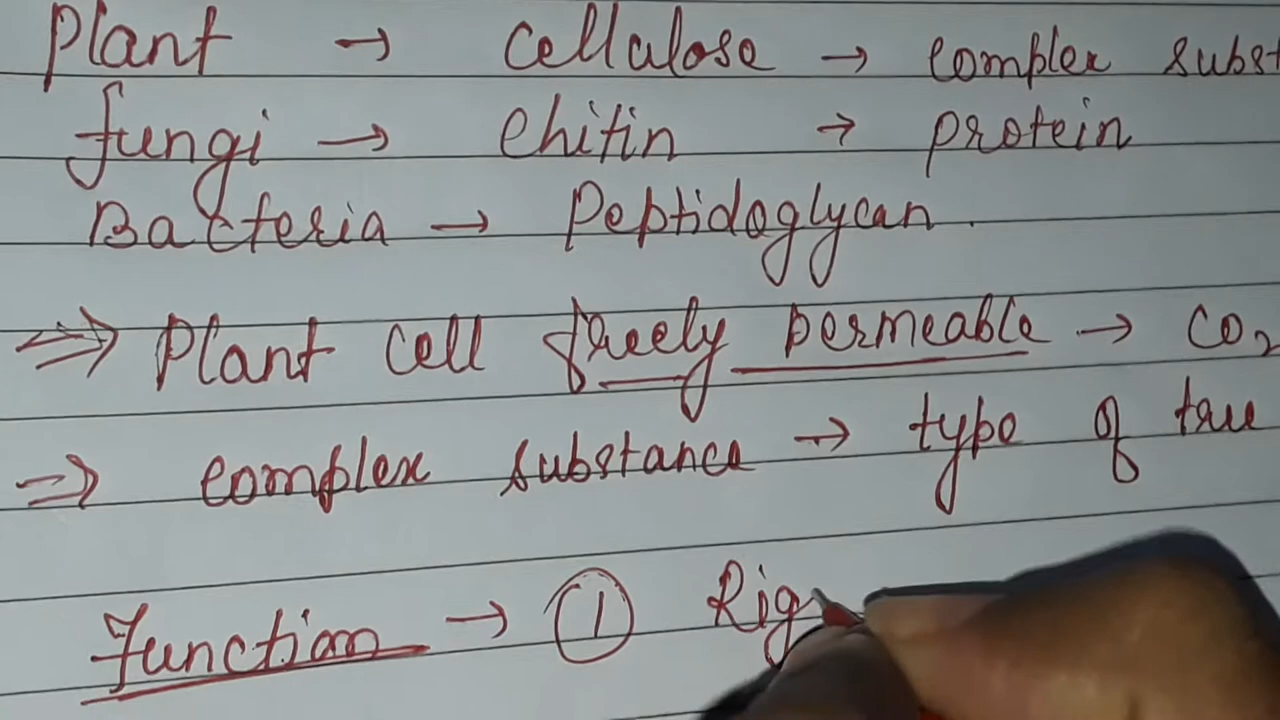 Plant → Cellulose → complex subst
fungi → Chitin → protein
Bacteria → Peptidoglycan.
⇒ Plant cell freely permeable → CO2
⇒ complex substance → type of
Function → ① Rig